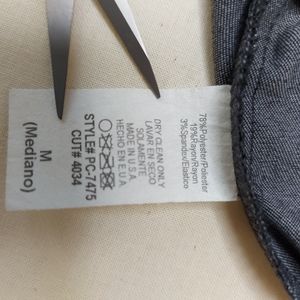 78%Polyester/Poliester
19%Rayon/Rayon
3%Spandex/Elastico
DRY CLEAN ONLY
LAVAR EN SECO
SOLAMENTE
MADE IN U.S.A.
HECHO EN E.U.A
STYLE# PC-7475
CUT# 4034
M
(Mediano)